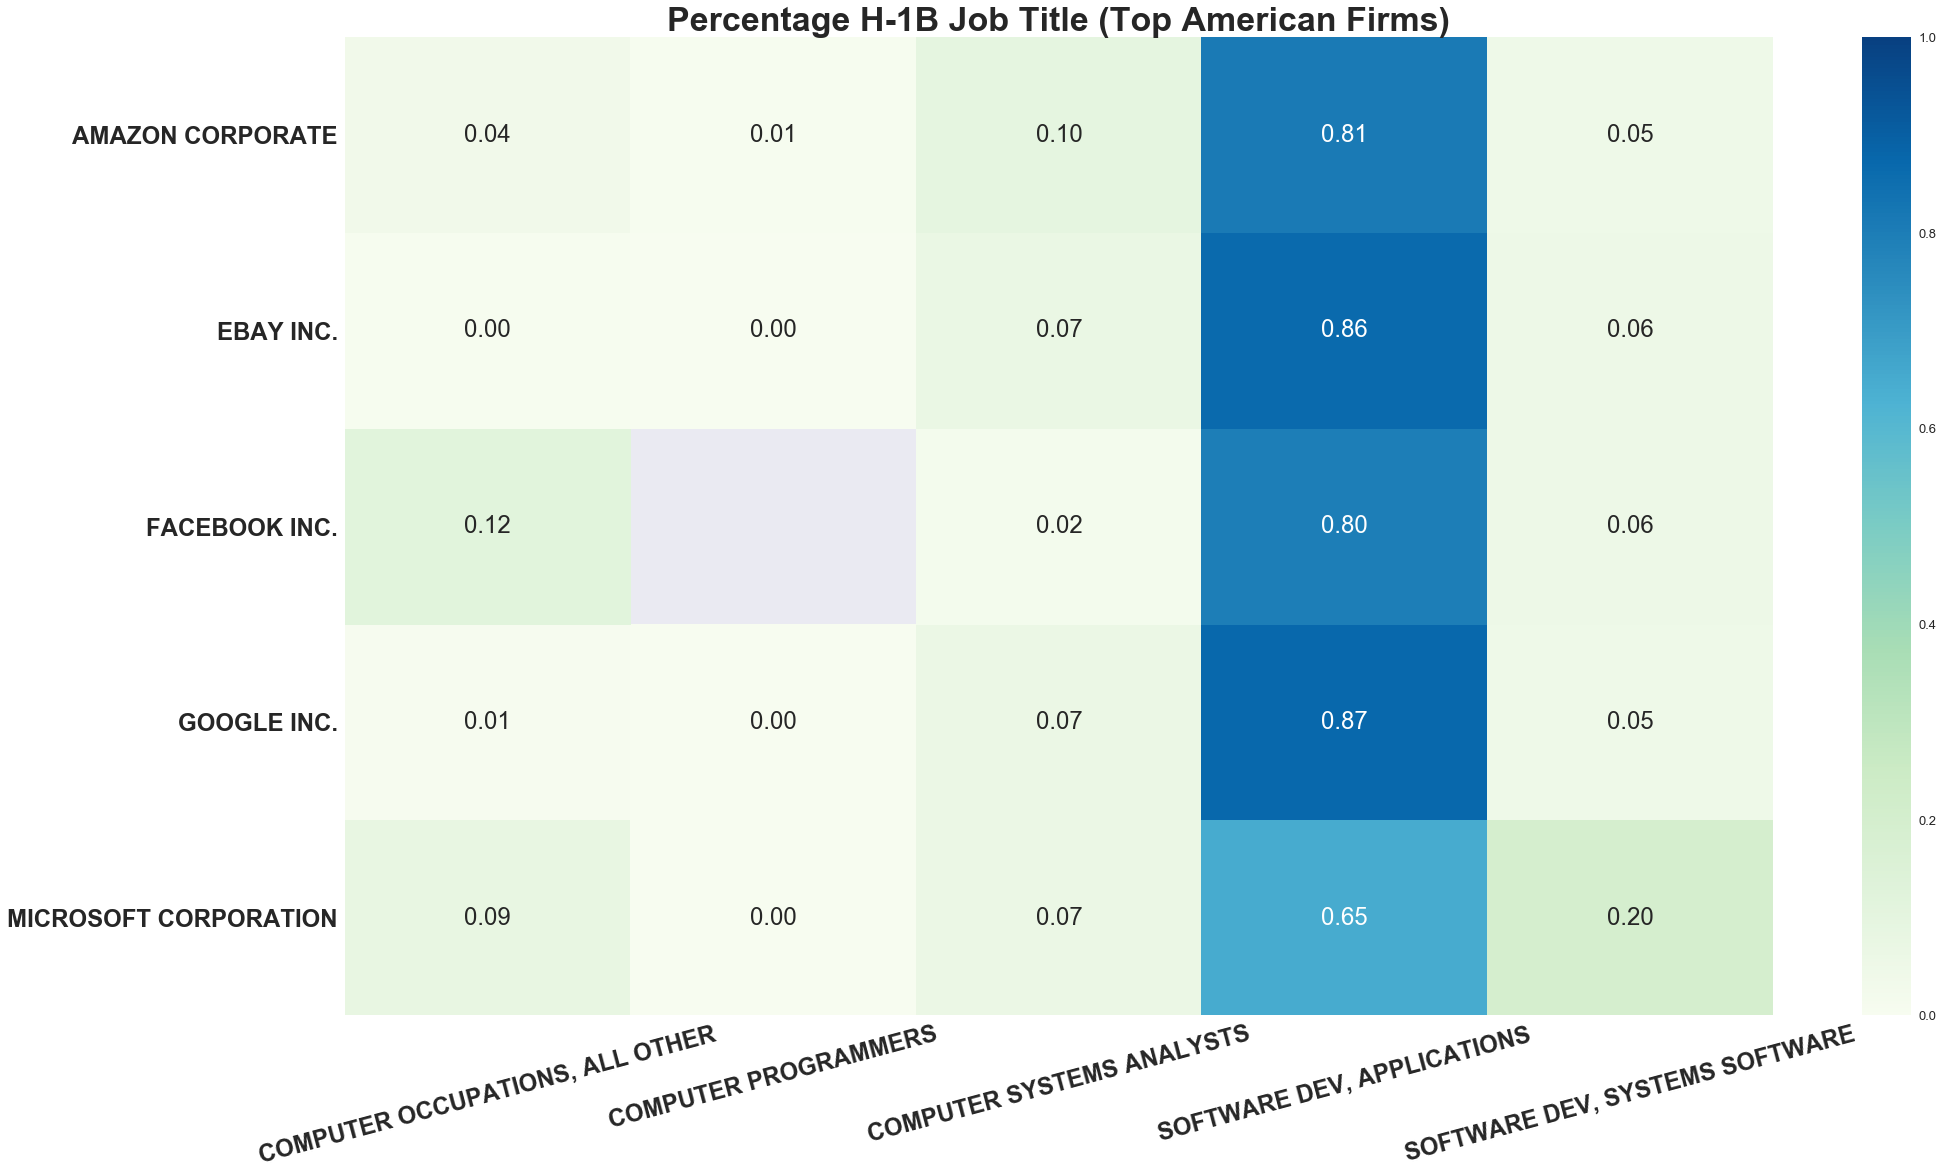 Percentage H-1B Job Title (Top American Firms)
AMAZON CORPORATE 0.04 0.01 0.10 0.81 0.05
EBAY INC. 0.00 0.00 0.07 0.86 0.06
FACEBOOK INC. 0.12 0.02 0.80 0.06
GOOGLE INC. 0.01 0.00 0.07 0.87 0.05
MICROSOFT CORPORATION 0.09 0.00 0.07 0.65 0.20
COMPUTER OCCUPATIONS, ALL OTHER
COMPUTER PROGRAMMERS
COMPUTER SYSTEMS ANALYSTS
SOFTWARE DEV, APPLICATIONS
SOFTWARE DEV, SYSTEMS SOFTWARE
1.0
0.8
0.6
0.4
0.2
0.0